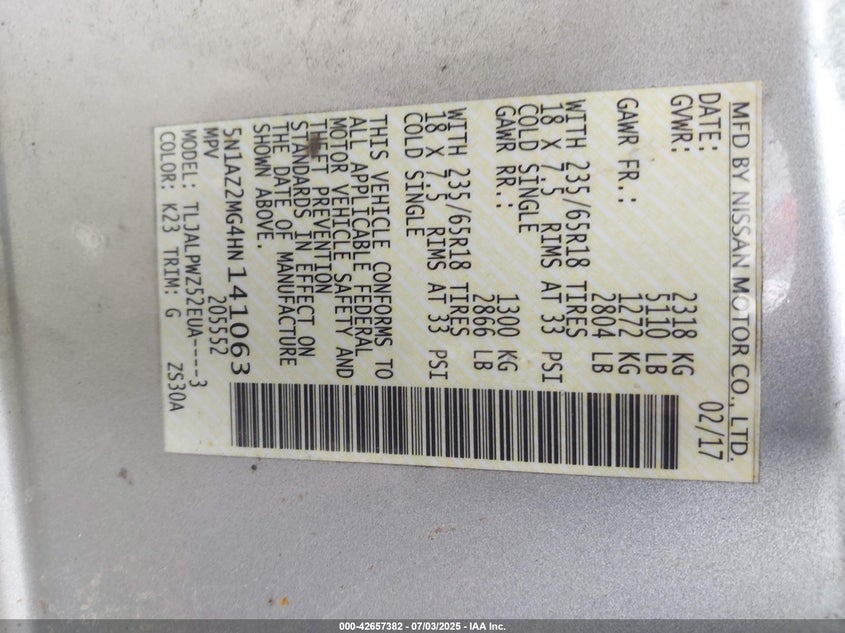 MFD BY NISSAN MOTOR CO., LTD.
DATE: 02/17
GVWR: 2318 KG
5110 LB
GAWR FR.: 1272 KG
2804 LB
WITH 235/65R18 TIRES
18 X 7.5 RIMS AT 33 PSI
COLD SINGLE
GAWR RR.: 1300 KG
2866 LB
WITH 235/65R18 TIRES
18 X 7.5 RIMS AT 33 PSI
COLD SINGLE
THIS VEHICLE CONFORMS TO
ALL APPLICABLE FEDERAL
MOTOR VEHICLE SAFETY AND
THEFT PREVENTION
STANDARDS IN EFFECT ON
THE DATE OF MANUFACTURE
SHOWN ABOVE.
5N1AZ2MG4HN141063
MPV 205552
MODEL: TLJALPWZ52EUA----3
COLOR: K23 TRIM: G ZS30A
000-42657382 - 07/03/2025 - IAA Inc.